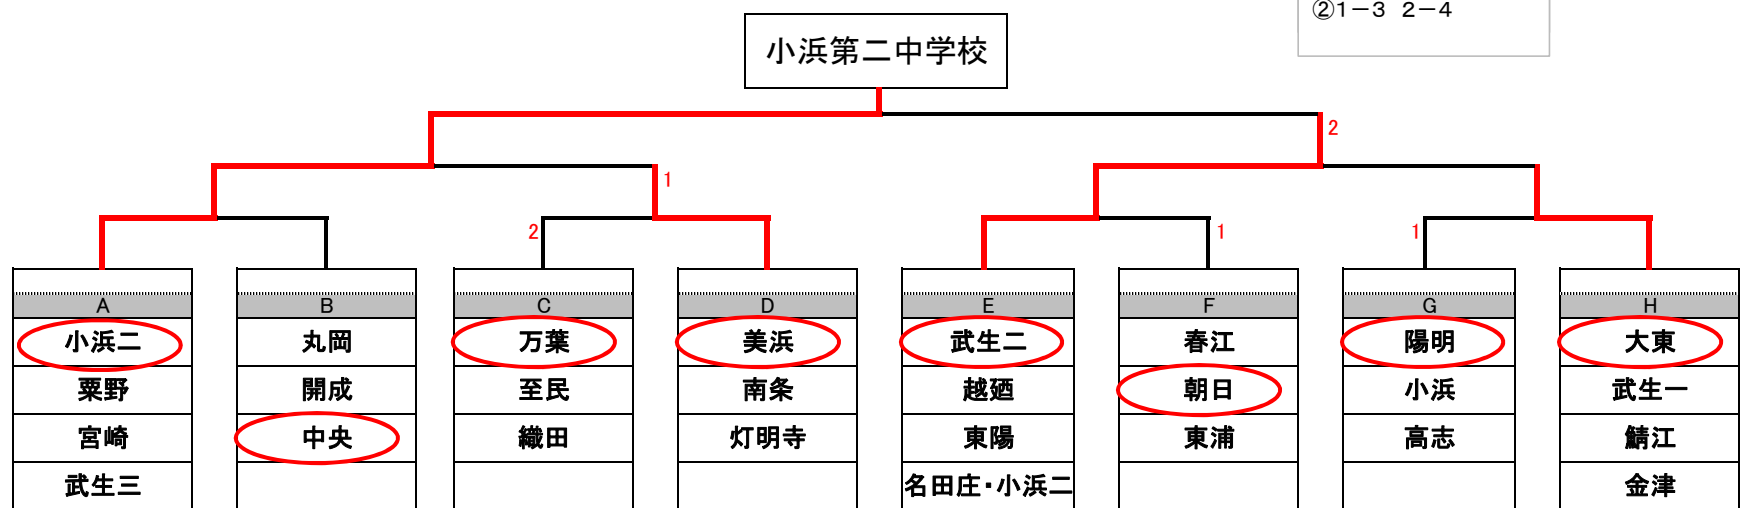 ②1－3 2－4
小浜第二中学校
2
1
2 1 1
A B C D E F G H
小浜二 丸岡 万葉 美浜 武生二 春江 陽明 大東
粟野 開成 至民 南条 越廼 朝日 小浜 武生一
宮崎 中央 織田 灯明寺 東陽 東浦 高志 鯖江
武生三 名田庄・小浜二 金津